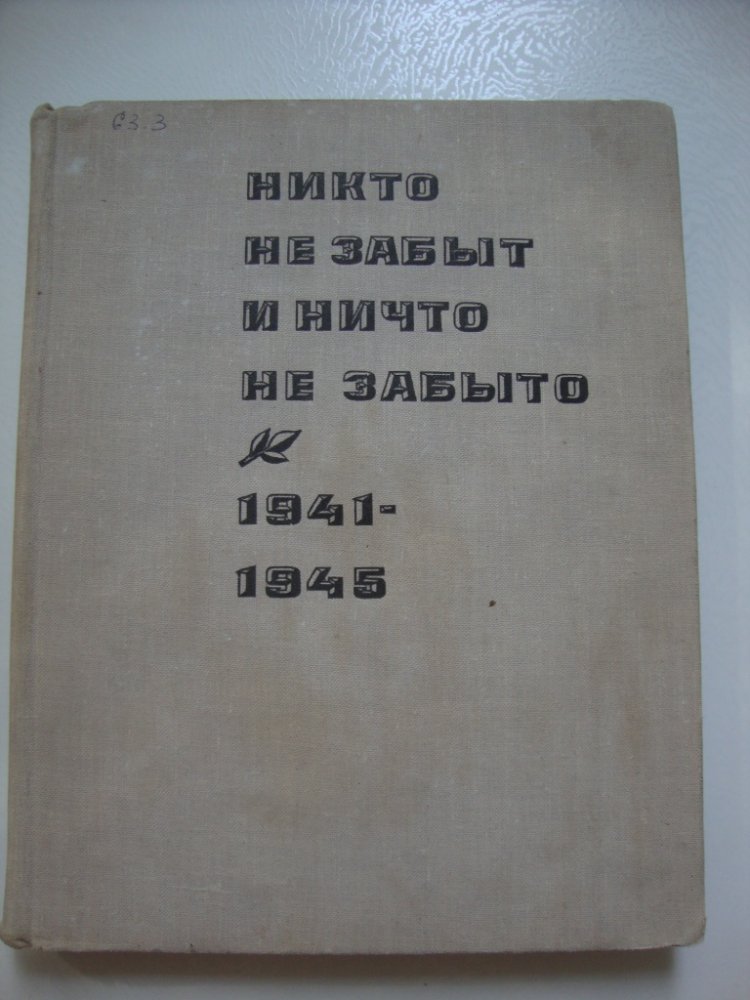 63.3
НИКТО
НЕ ЗАБЫТ
И НИЧТО
НЕ ЗАБЫТО
1941-
1945